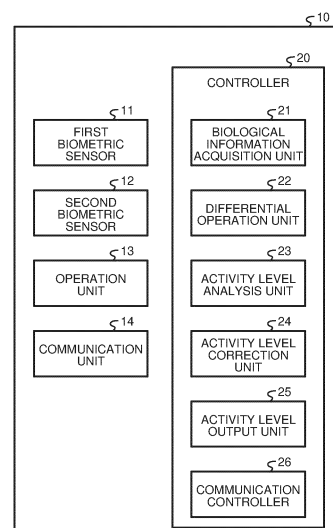 10
20
CONTROLLER
11
FIRST
BIOMETRIC
SENSOR
12
SECOND
BIOMETRIC
SENSOR
13
OPERATION
UNIT
14
COMMUNICATION
UNIT
21
BIOLOGICAL
INFORMATION
ACQUISITION UNIT
22
DIFFERENTIAL
OPERATION UNIT
23
ACTIVITY LEVEL
ANALYSIS UNIT
24
ACTIVITY LEVEL
CORRECTION
UNIT
25
ACTIVITY LEVEL
OUTPUT UNIT
26
COMMUNICATION
CONTROLLER